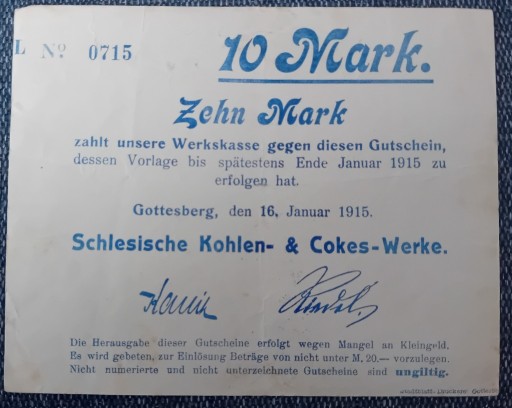 L No 0715
10 Mark.
Zehn Mark
zahlt unsere Werkskasse gegen diesen Gutschein,
dessen Vorlage bis spätestens Ende Januar 1915 zu
erfolgen hat.
Gottesberg, den 16. Januar 1915.
Schlesische Kohlen- & Cokes-Werke.
Die Herausgabe dieser Gutscheine erfolgt wegen Mangel an Kleingeld.
Es wird gebeten, zur Einlösung Beträge von nicht unter M. 20.— vorzulegen.
Nicht numerierte und nicht unterzeichnete Gutscheine sind ungiltig.